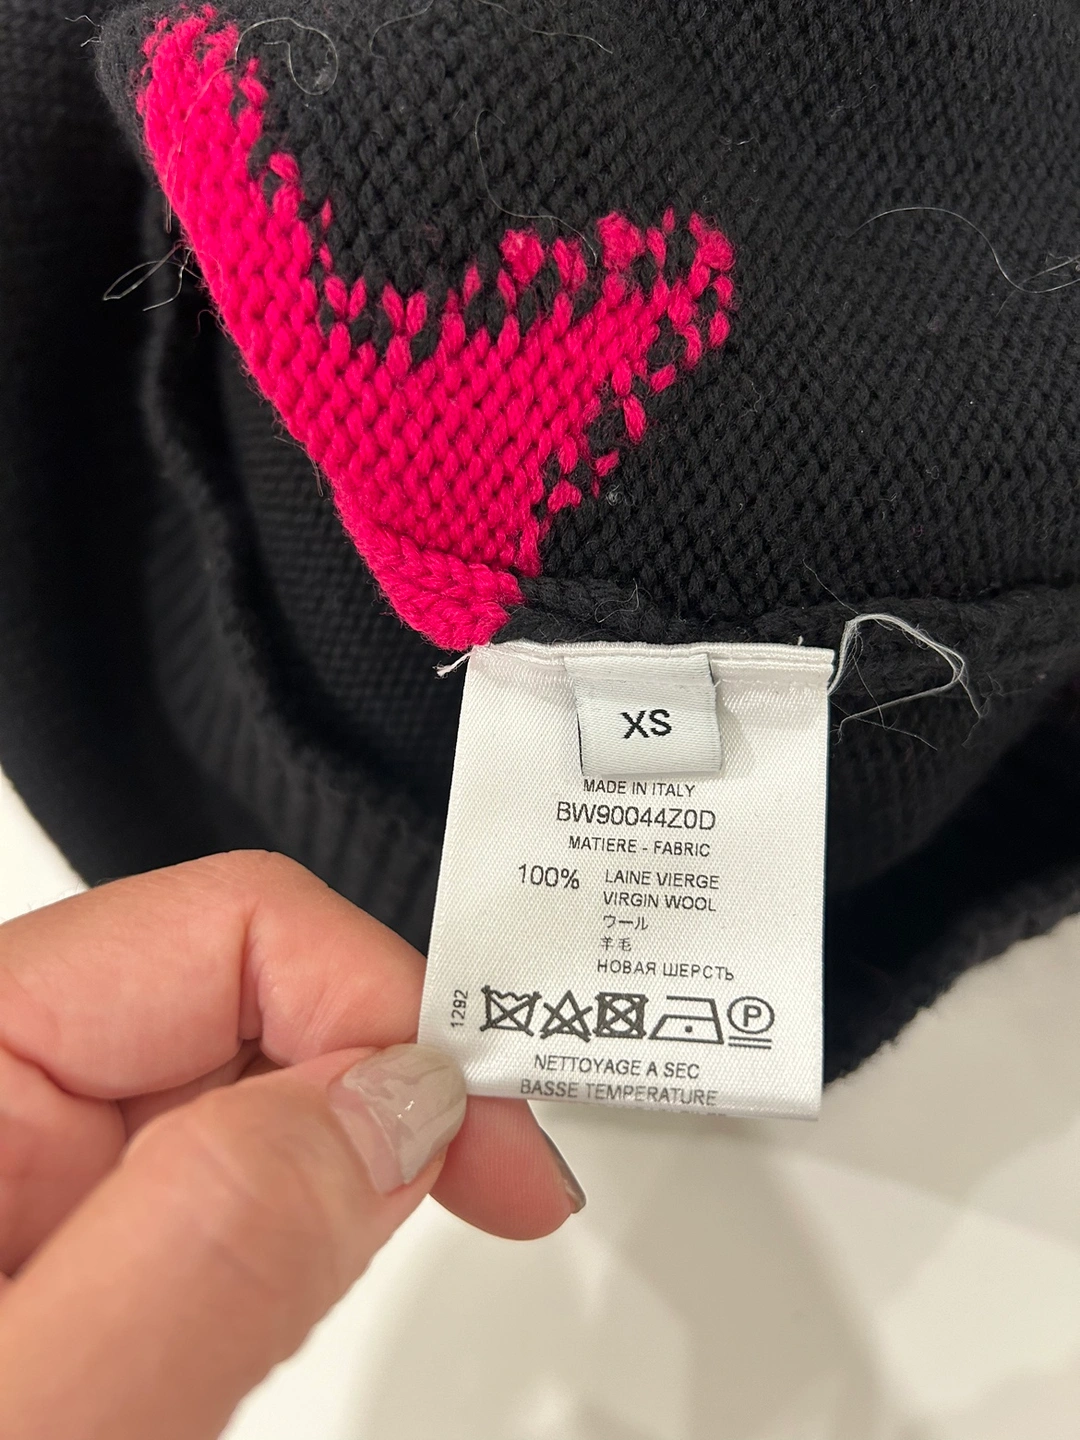 XS
MADE IN ITALY
BW90044Z0D
MATIERE - FABRIC
100% LAINE VIERGE
VIRGIN WOOL
ウール
羊毛
НОВАЯ ШЕРСТЬ
1292
P
NETTOYAGE A SEC
BASSE TEMPERATURE